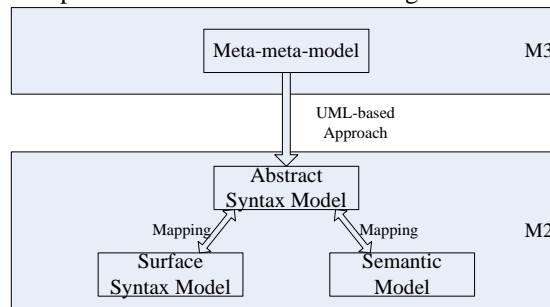 Meta-meta-model
M3
UML-based
Approach
Abstract
Syntax Model
M2
Mapping
Mapping
Surface
Syntax Model
Semantic
Model